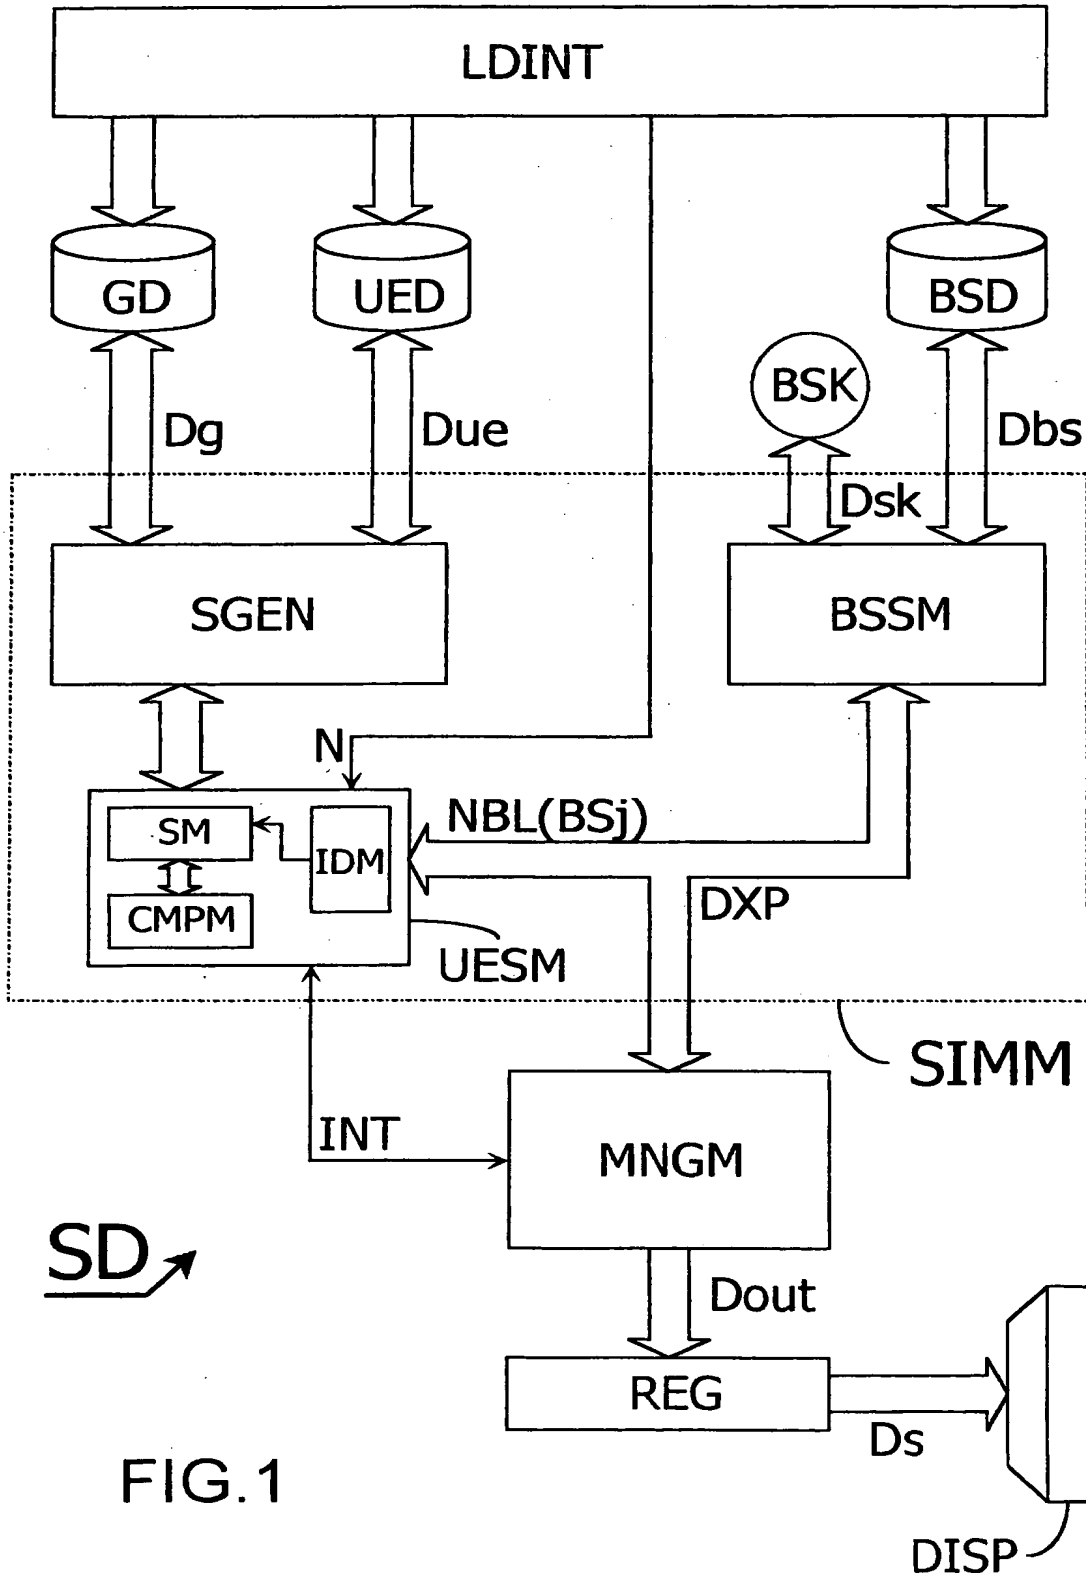 LDINT
GD
UED
BSD
BSK
Dg
Due
Dbs
Dsk
SGEN
BSSM
N
NBL(BSj)
SM
IDM
CMPM
DXP
UESM
SIMM
INT
MNGM
SD
Dout
REG
Ds
FIG.1
DISP